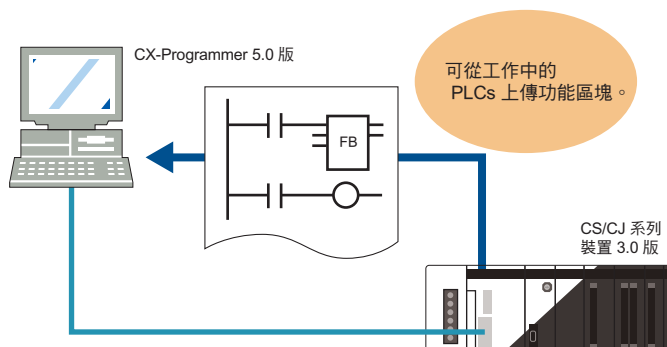 CX-Programmer 5.0 版
可從工作中的
PLCs 上傳功能區塊。
FB
CS/CJ 系列
裝置 3.0 版